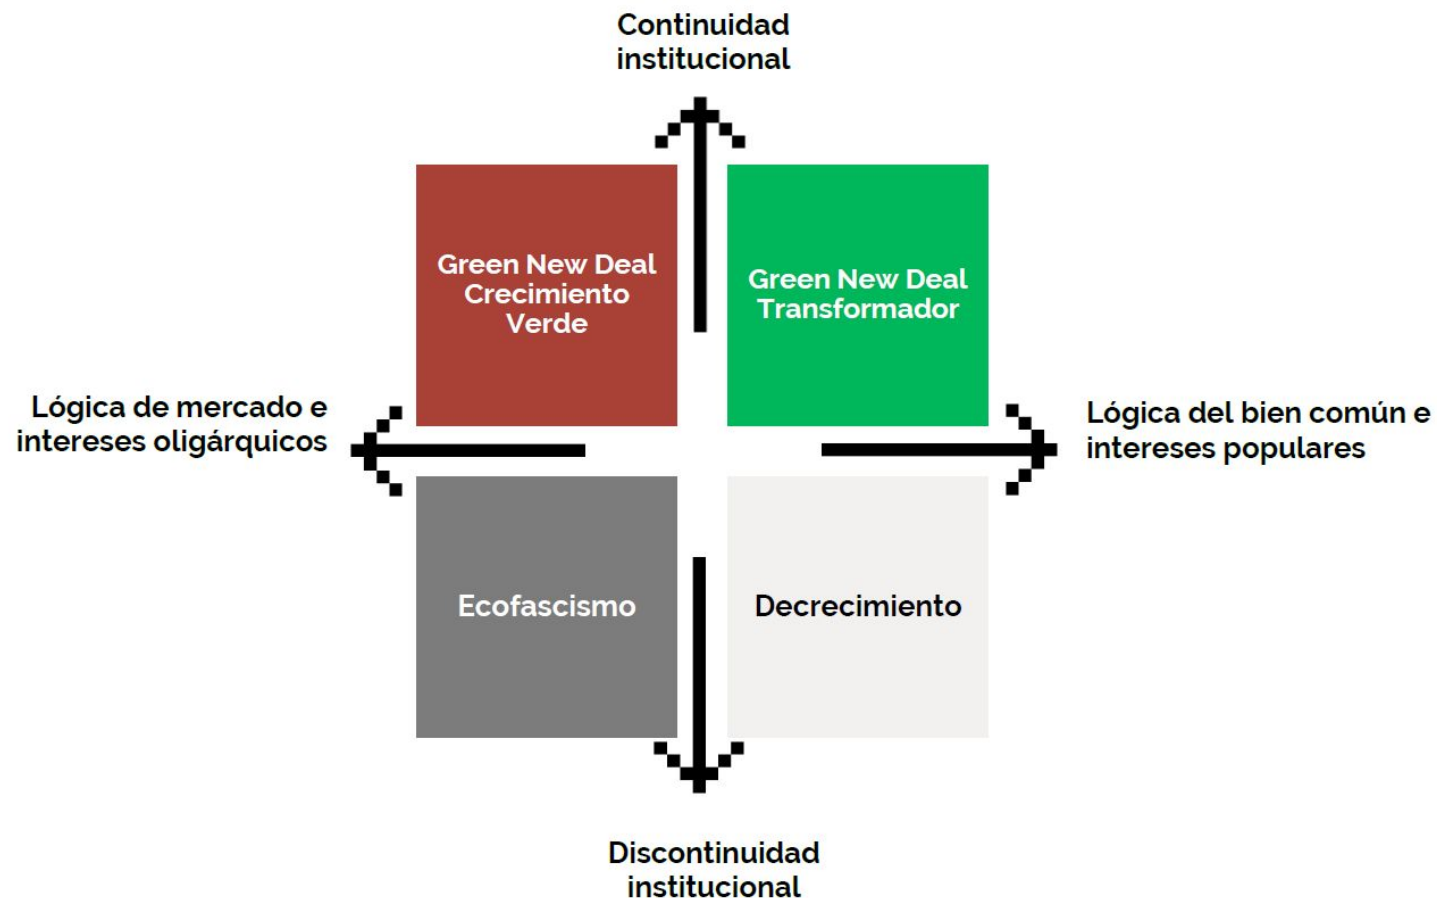 Continuidad
institucional
Green New Deal
Crecimiento
Verde
Green New Deal
Transformador
Lógica de mercado e
intereses oligárquicos
Lógica del bien común e
intereses populares
Ecofascismo
Decrecimiento
Discontinuidad
institucional